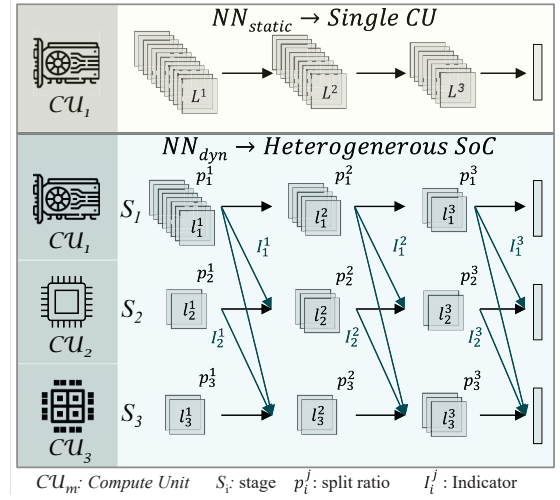 NN_static → Single CU
CU_1
L^1 L^2 L^3
NN_dyn → Heterogenerous SoC
p_1^1 p_1^2 p_1^3
CU_1 S_1 l_1^1 l_1^2 l_1^3
I_1^1 I_1^2 I_1^3
p_2^1 p_2^2 p_2^3
CU_2 S_2 l_2^1 l_2^2 l_2^3
I_2^1 I_2^2 I_2^3
p_3^1 p_3^2 p_3^3
CU_3 S_3 l_3^1 l_3^2 l_3^3
CU_m: Compute Unit S_i: stage p_i^j: split ratio I_i^j: Indicator